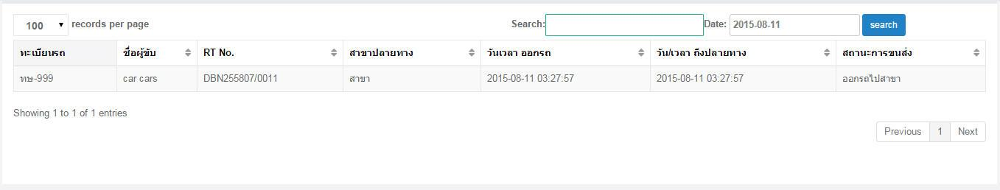 100 records per page Search: Date: 2015-08-11 search
ทะเบียนรถ ชื่อผู้ขับ RT No. สาขาปลายทาง วันเวลา ออกรถ วัน/เวลา ถึงปลายทาง สถานะการขนส่ง
ทษ-999 car cars DBN255807/0011 สาขา 2015-08-11 03:27:57 2015-08-11 03:27:57 ออกรถไปสาขา
Showing 1 to 1 of 1 entries
Previous 1 Next